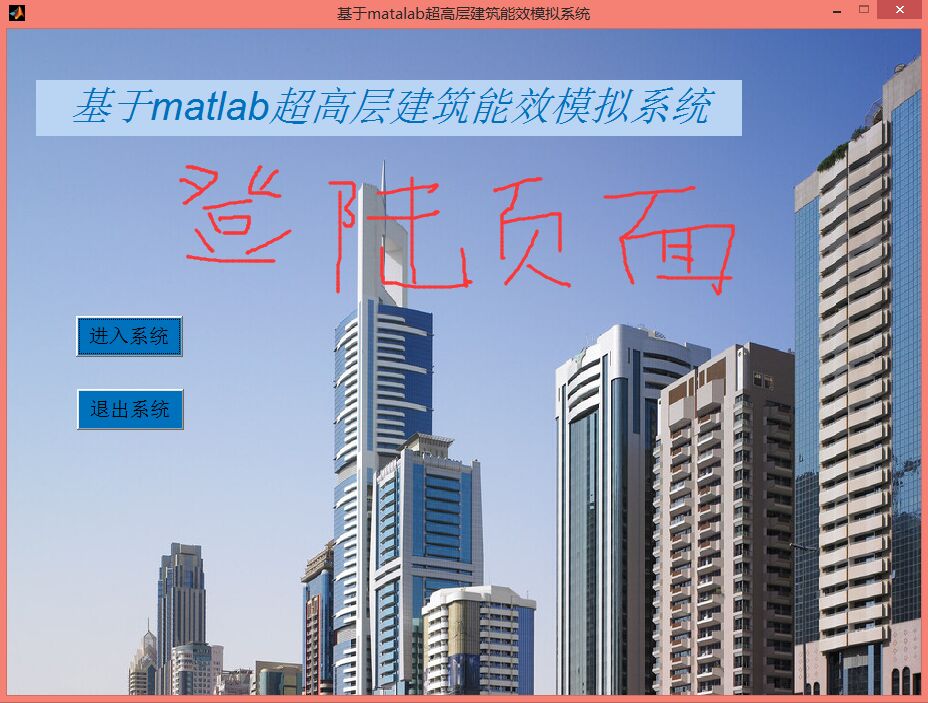 基于matalab超高层建筑能效模拟系统
基于matlab超高层建筑能效模拟系统
登陆页面
进入系统
退出系统